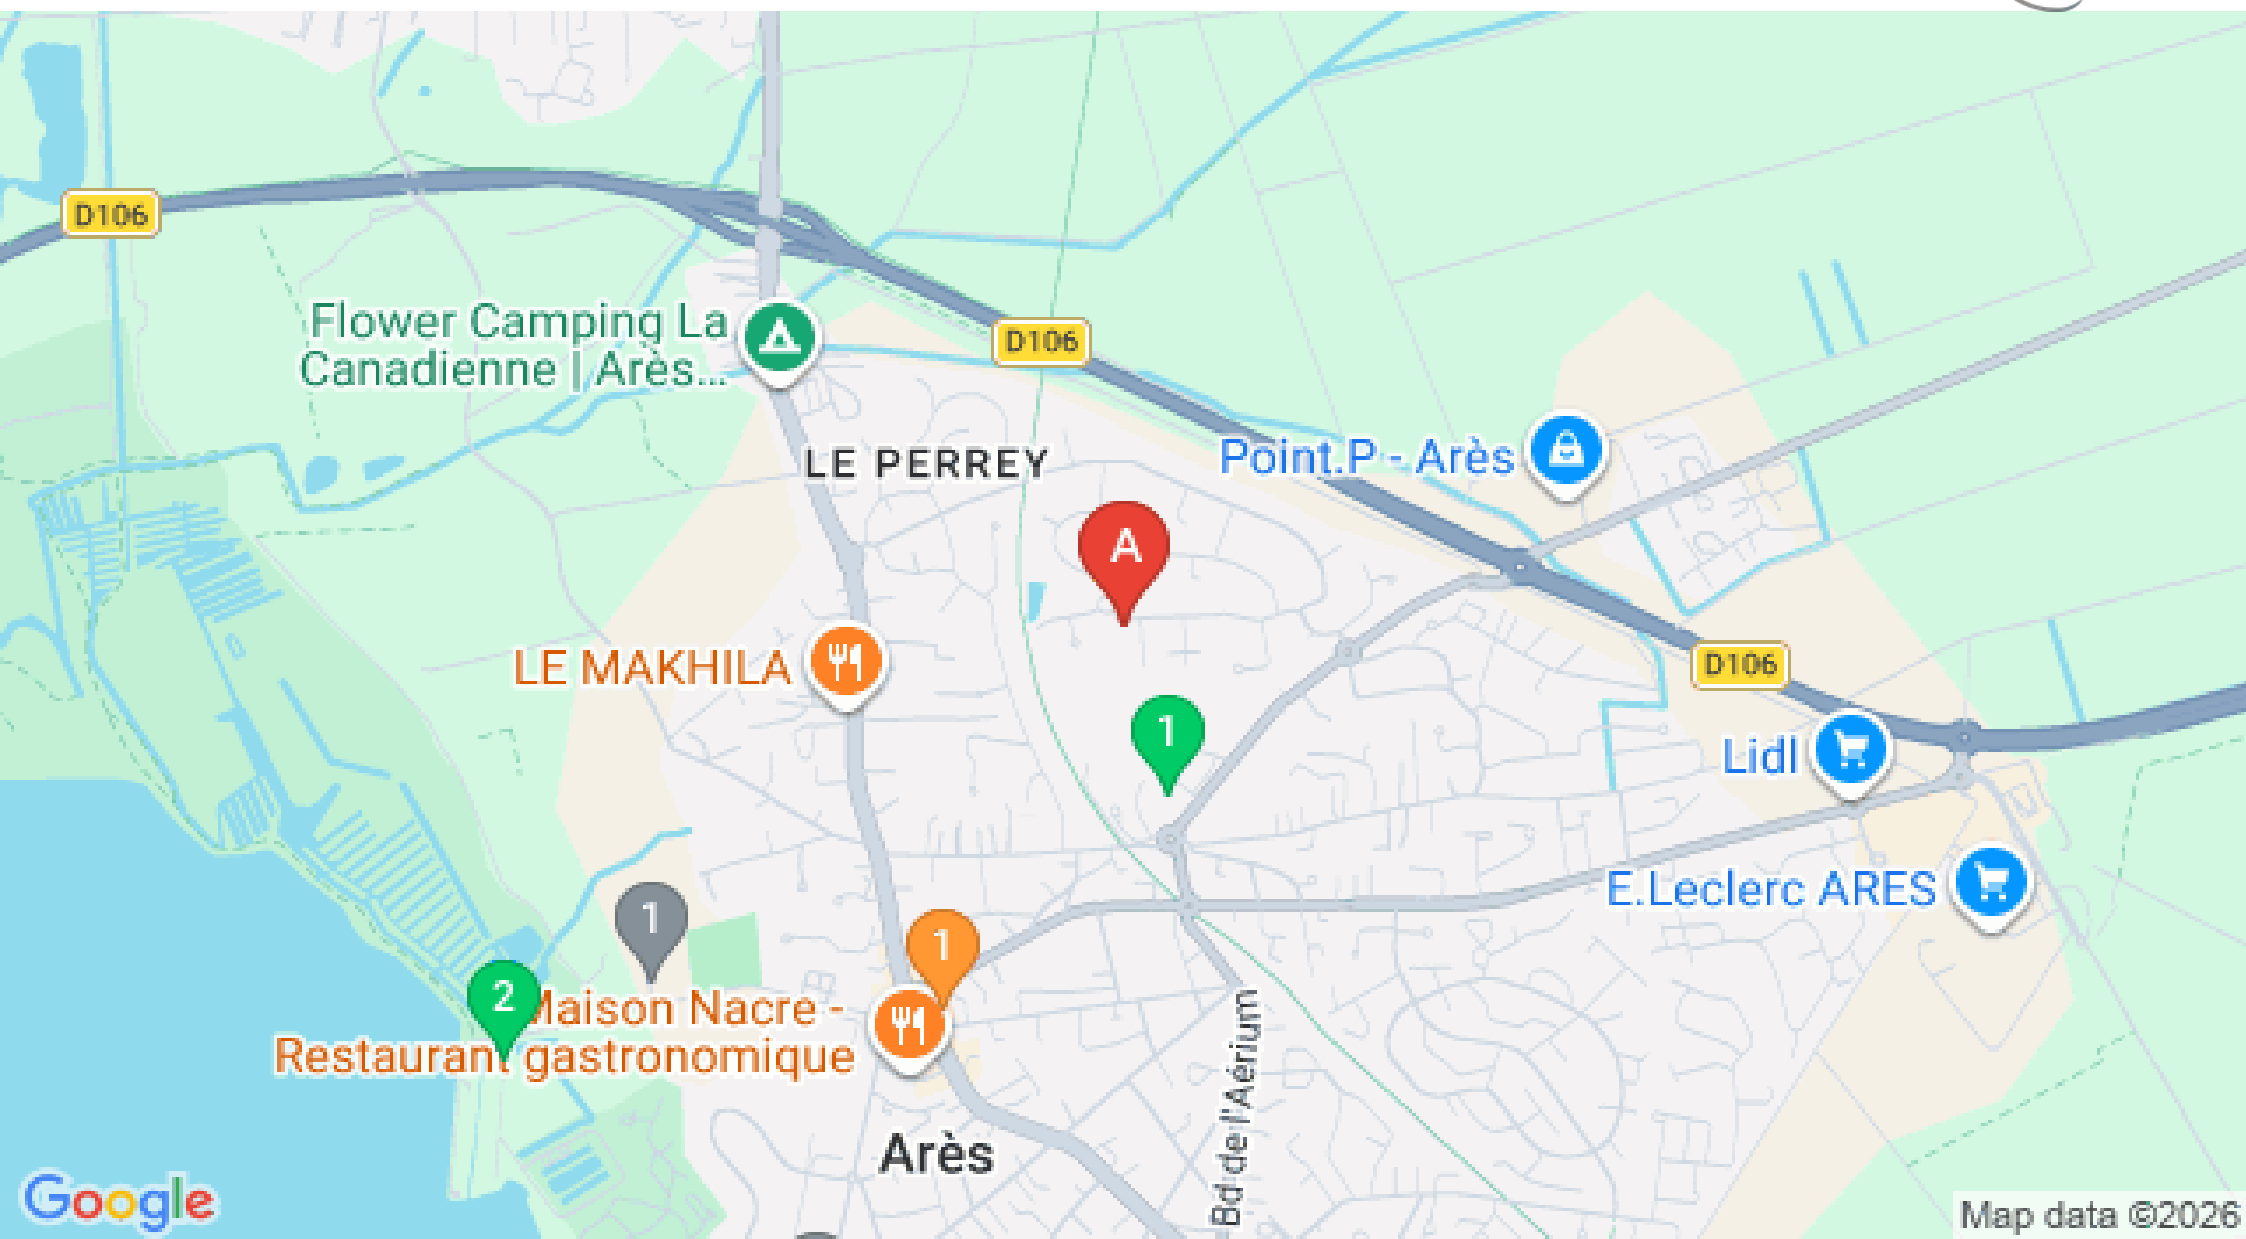 D106
Flower Camping La
Canadienne | Arès...
D106
LE PERREY
Point.P - Arès
A
LE MAKHILA
D106
1
Lidl
E.Leclerc ARES
1
1
2
Maison Nacre -
Restaurant gastronomique
Bd de l'Aérium
Arès
Google
Map data ©2026